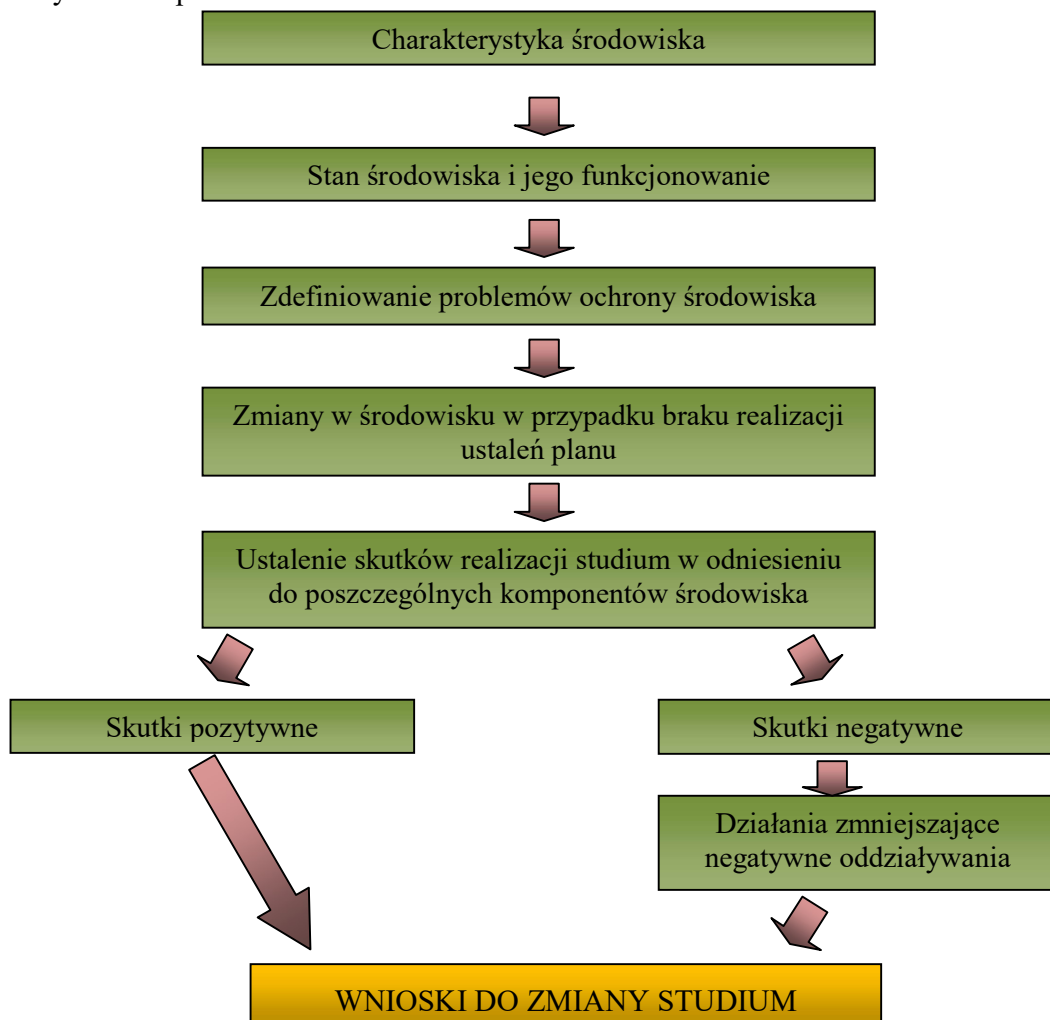 Charakterystyka środowiska
Stan środowiska i jego funkcjonowanie
Zdefiniowanie problemów ochrony środowiska
Zmiany w środowisku w przypadku braku realizacji
ustaleń planu
Ustalenie skutków realizacji studium w odniesieniu
do poszczególnych komponentów środowiska
Skutki pozytywne
Skutki negatywne
Działania zmniejszające
negatywne oddziaływania
WNIOSKI DO ZMIANY STUDIUM